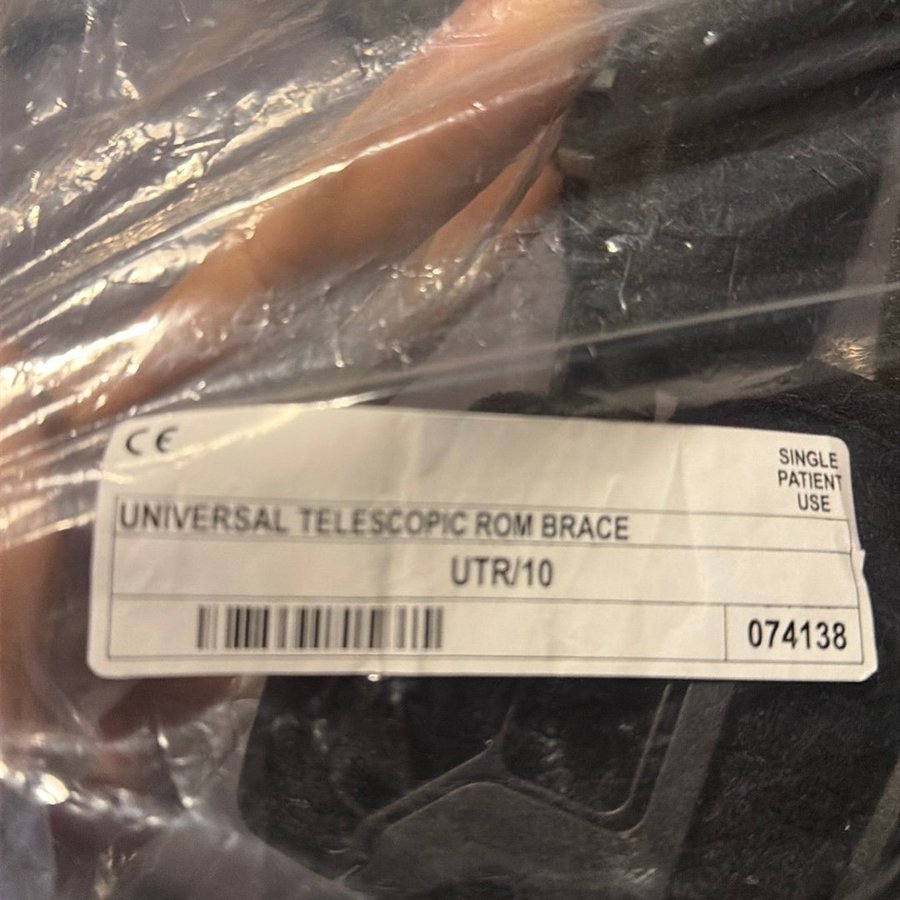 CE
SINGLE
PATIENT
USE
UNIVERSAL TELESCOPIC ROM BRACE
UTR/10
074138